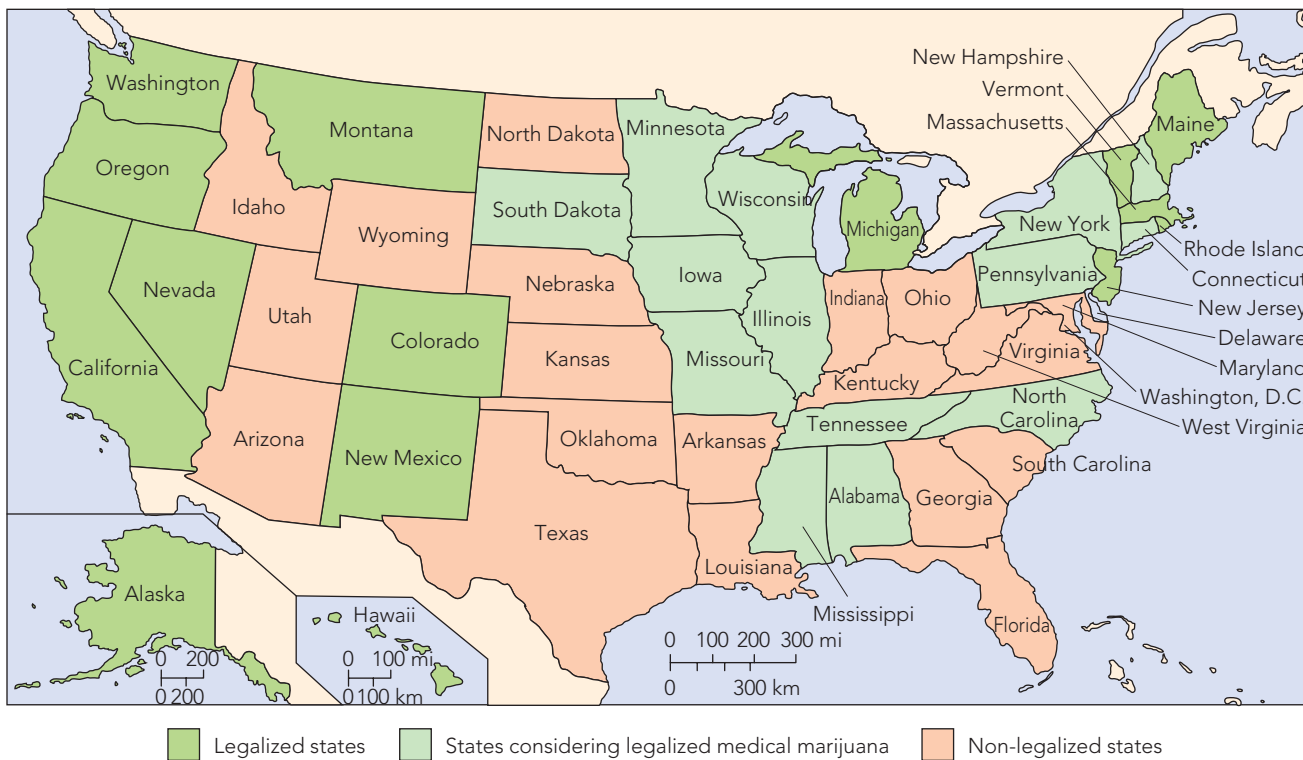 New Hampshire
Vermont
Massachusetts
Washington
Montana
North Dakota
Minnesota
Maine
Oregon
Idaho
Wyoming
South Dakota
Wisconsin
Michigan
New York
Rhode Island
Connecticut
Pennsylvania
New Jersey
Delaware
Maryland
Washington, D.C
West Virginia
Nevada
Utah
Colorado
Nebraska
Iowa
Illinois
Indiana
Ohio
Virginia
California
Kansas
Missouri
Kentucky
North
Carolina
Tennessee
Arizona
New Mexico
Oklahoma
Arkansas
South Carolina
Texas
Louisiana
Alabama
Georgia
Mississippi
Florida
Alaska
0 200
0 200
Hawaii
0 100 mi
0 100 km
0 100 200 300 mi
0 300 km
Legalized states
States considering legalized medical marijuana
Non-legalized states